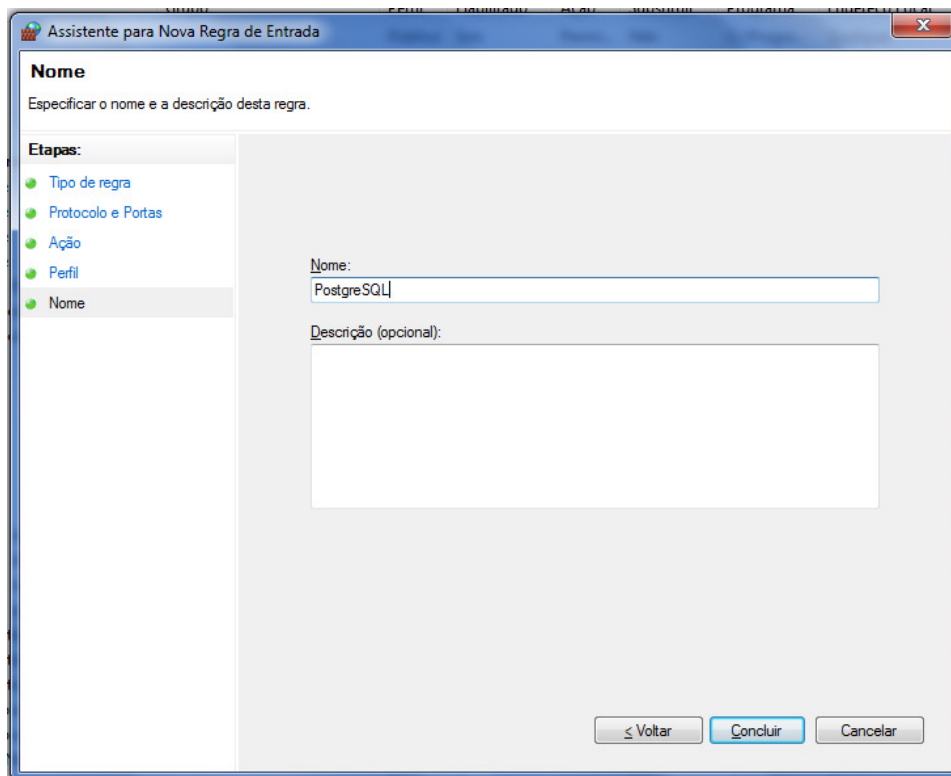 Assistente para Nova Regra de Entrada
Nome
Especificar o nome e a descrição desta regra.
Etapas:
Tipo de regra
Protocolo e Portas
Ação
Perfil
Nome
Nome:
PostgreSQL
Descrição (opcional):
< Voltar
Concluir
Cancelar